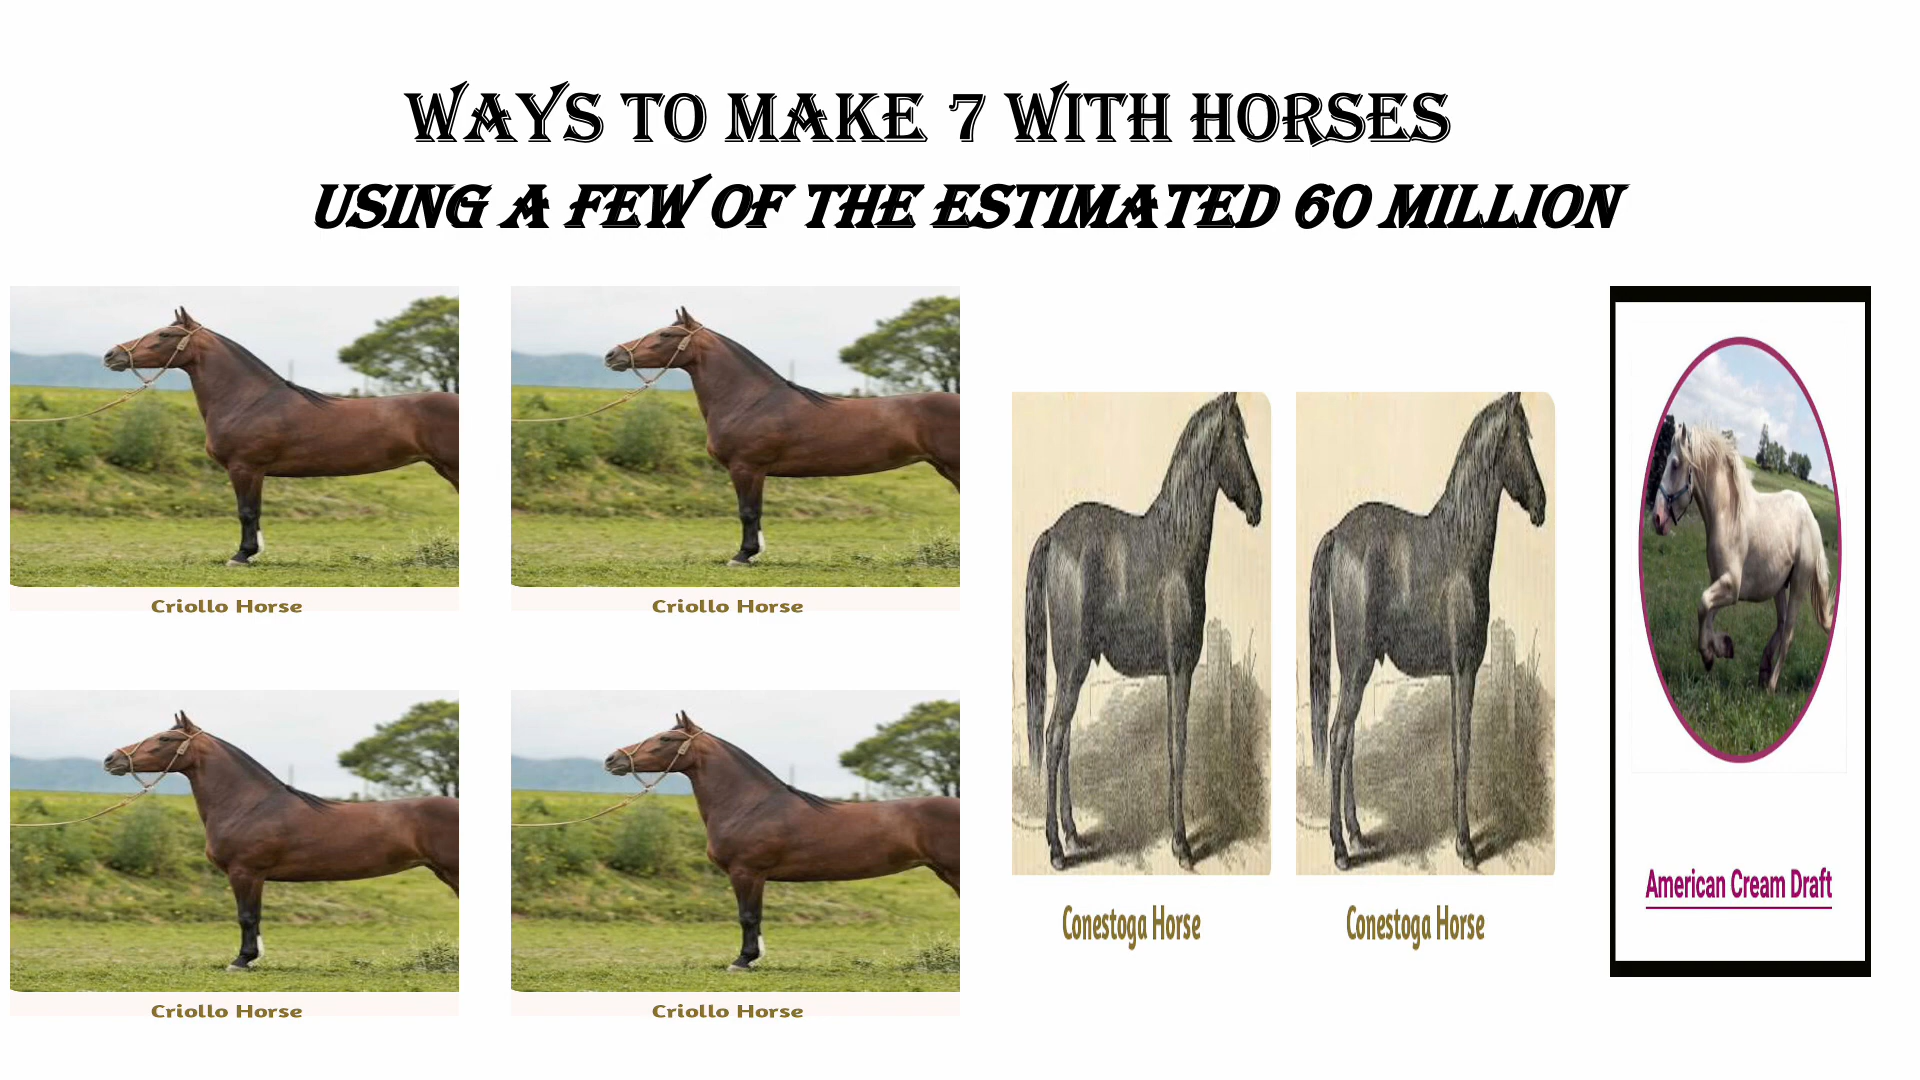 WAYS TO MAKE 7 WITH HORSES
USING A FEW OF THE ESTIMATED 60 MILLION
Criollo Horse
Criollo Horse
Criollo Horse
Criollo Horse
Conestoga Horse
Conestoga Horse
American Cream Draft